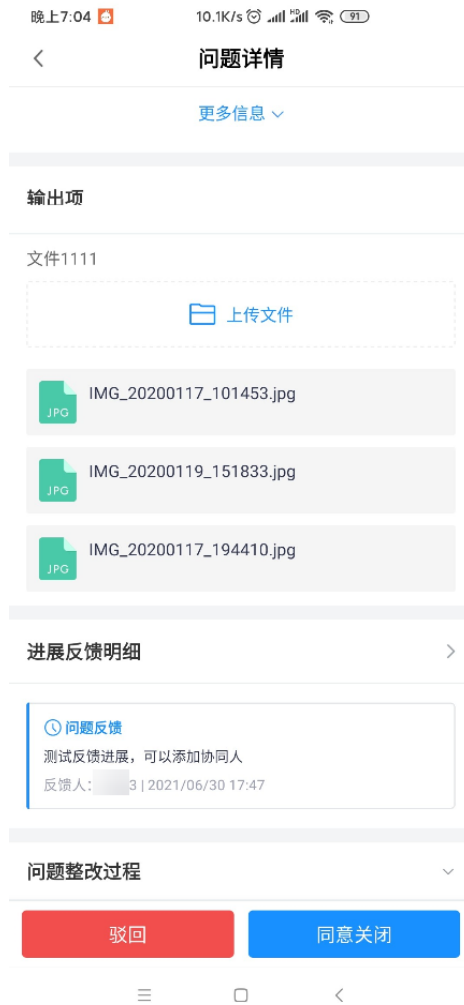 晚上7:04 10.1K/s HD 91
问题详情
更多信息
输出项
文件1111
上传文件
IMG_20200117_101453.jpg
JPG
IMG_20200119_151833.jpg
JPG
IMG_20200117_194410.jpg
JPG
进展反馈明细
问题反馈
测试反馈进展，可以添加协同人
反馈人: 3 | 2021/06/30 17:47
问题整改过程
驳回 同意关闭